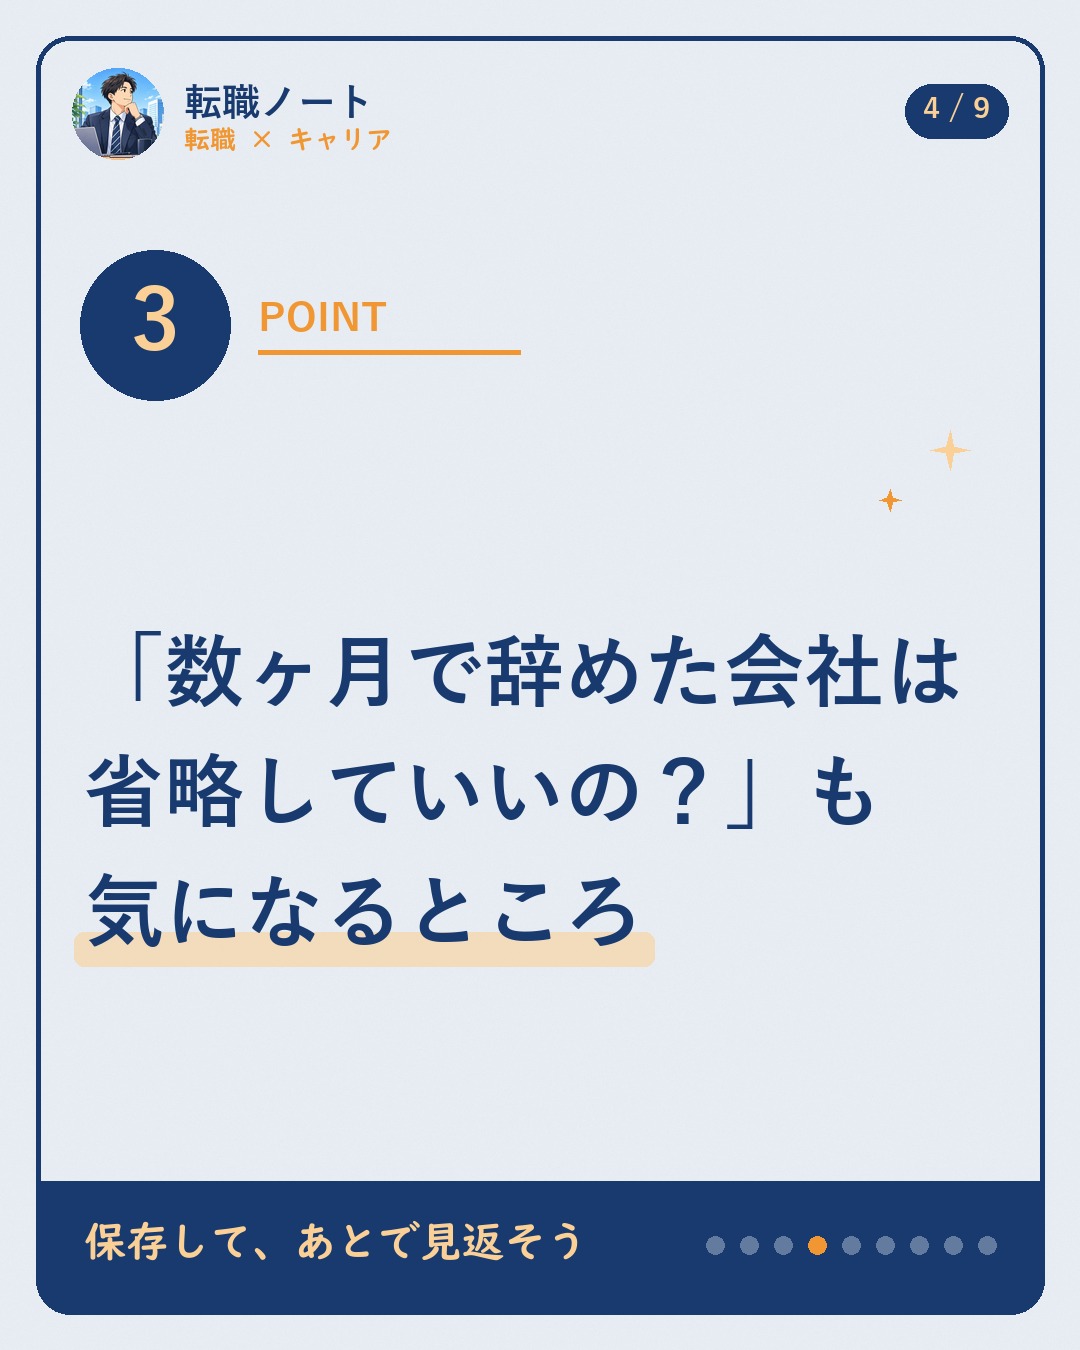 転職ノート
転職 × キャリア
4 / 9
3
POINT
「数ヶ月で辞めた会社は
省略していいの？」も
気になるところ
保存して、あとで見返そう